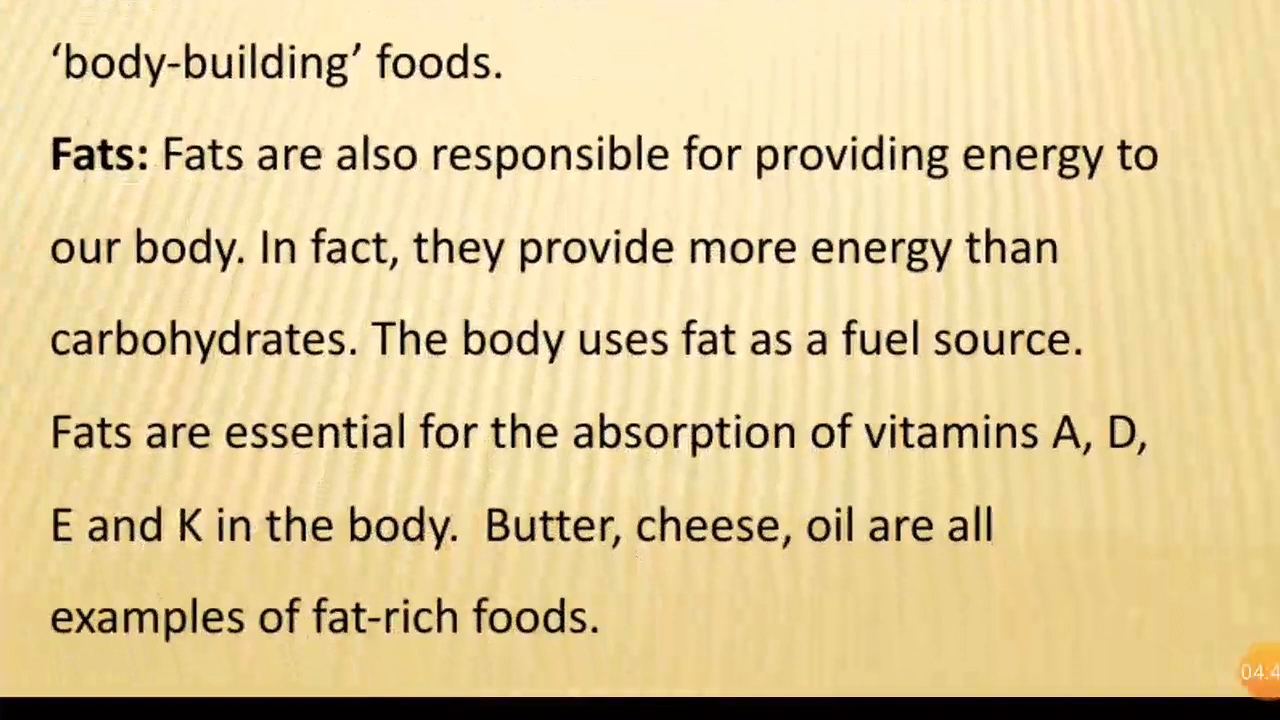 ‘body-building’ foods.
Fats: Fats are also responsible for providing energy to
our body. In fact, they provide more energy than
carbohydrates. The body uses fat as a fuel source.
Fats are essential for the absorption of vitamins A, D,
E and K in the body.  Butter, cheese, oil are all
examples of fat-rich foods.
04:4